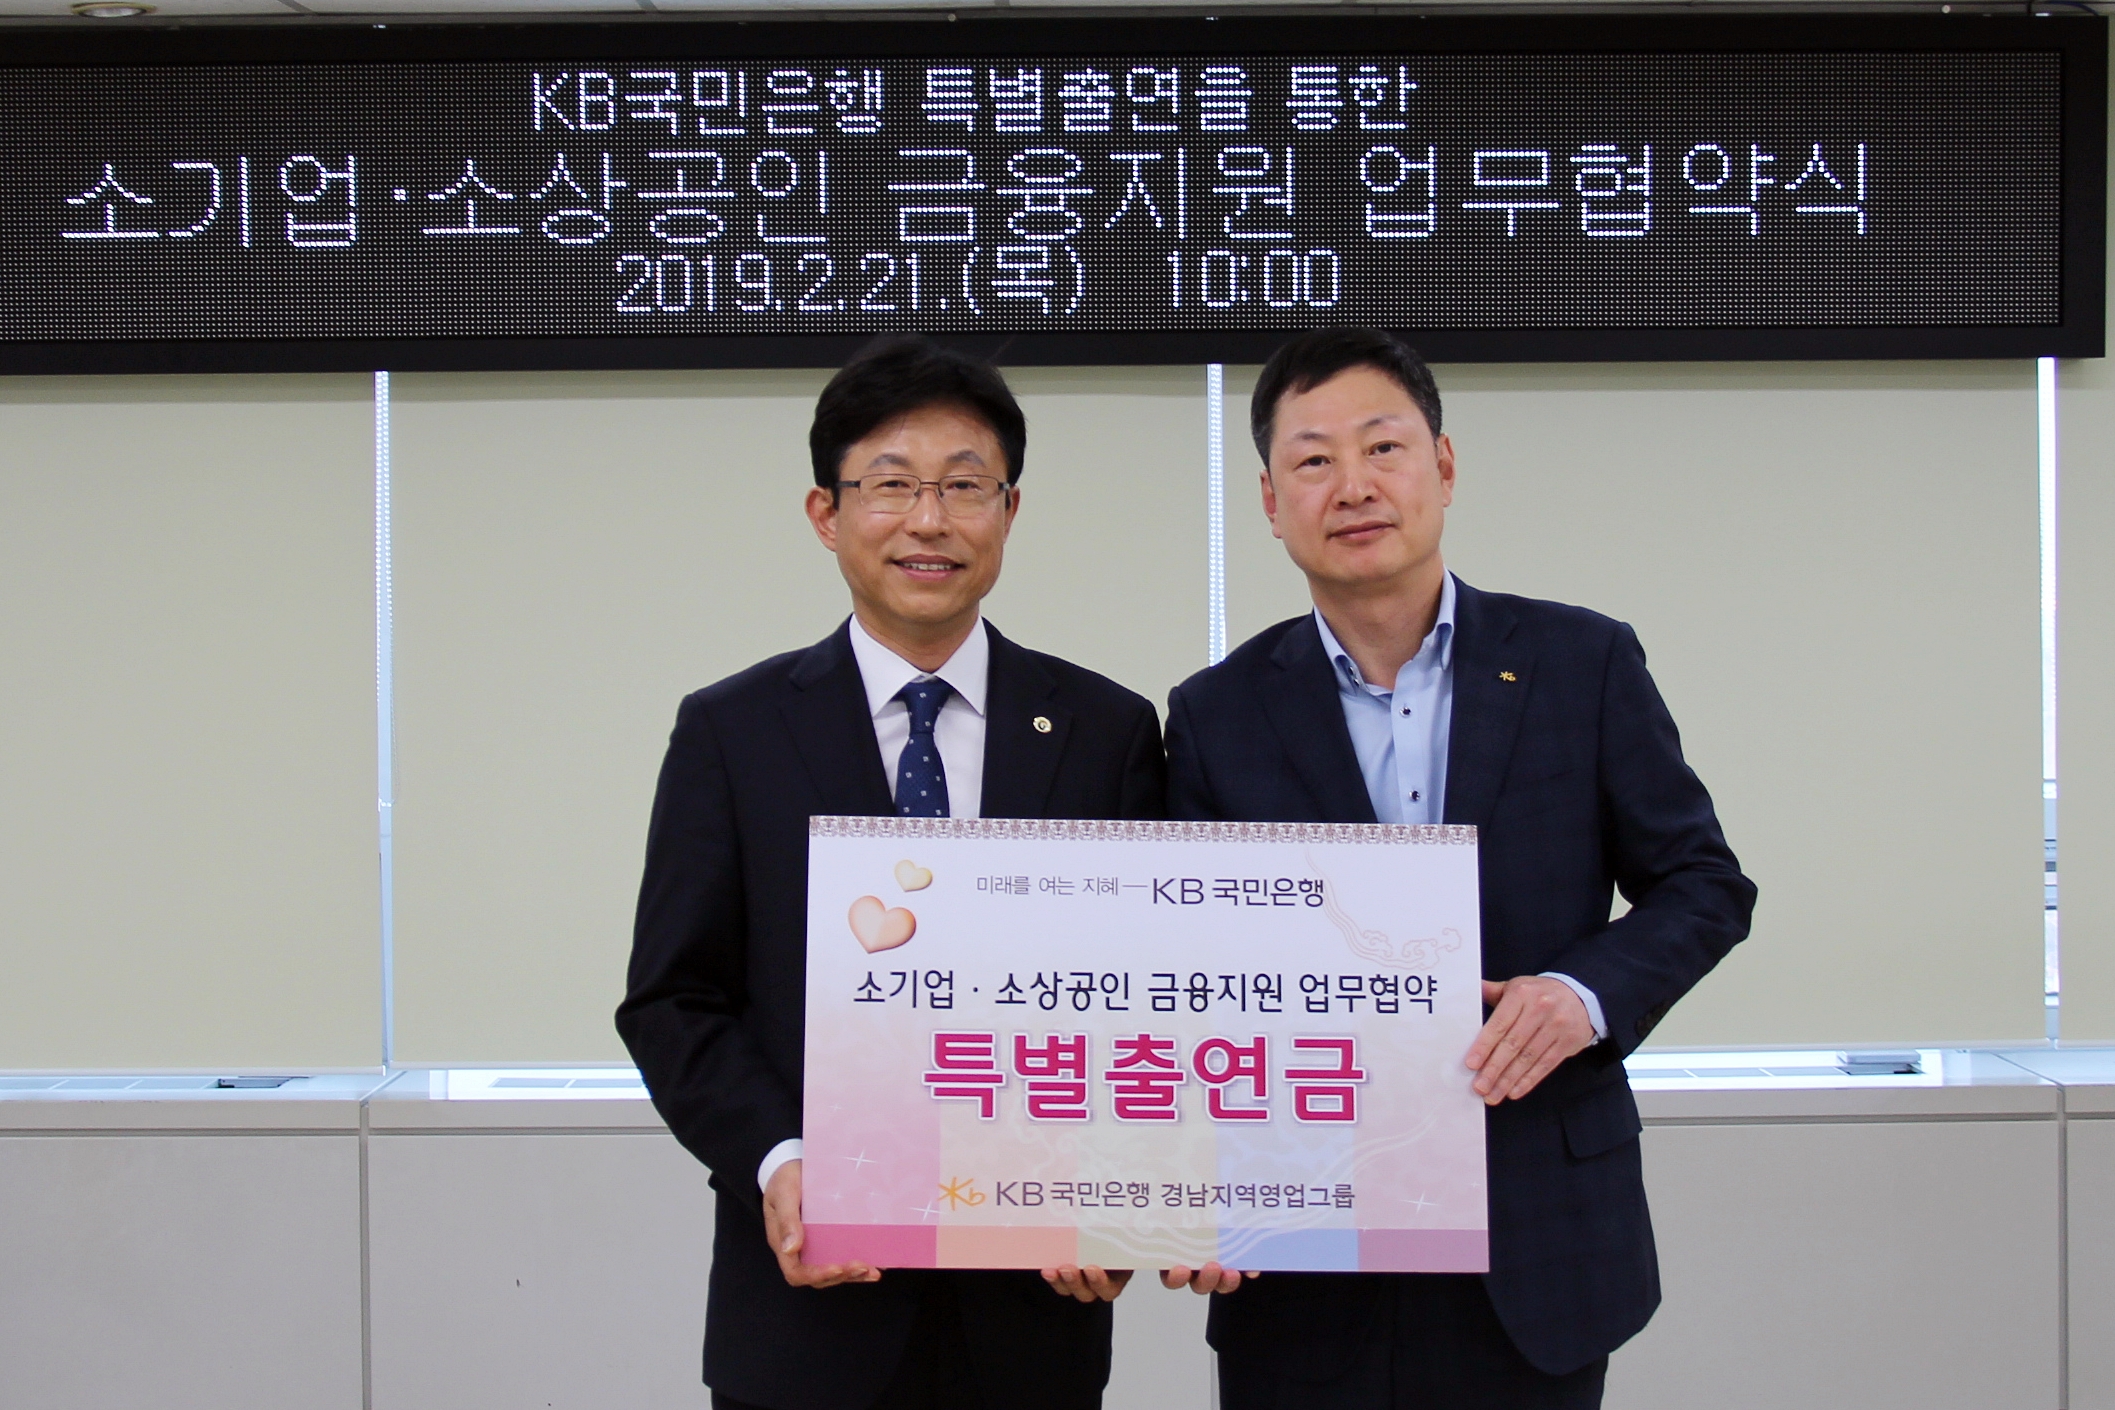 KB국민은행 특별출연을 통한
소기업·소상공인 금융지원 업무협약식
2019.2.21.(목) 10:00
미래를 여는 지혜 — KB 국민은행
소기업 · 소상공인 금융지원 업무협약
특별출연금
Kb KB 국민은행 경남지역영업그룹